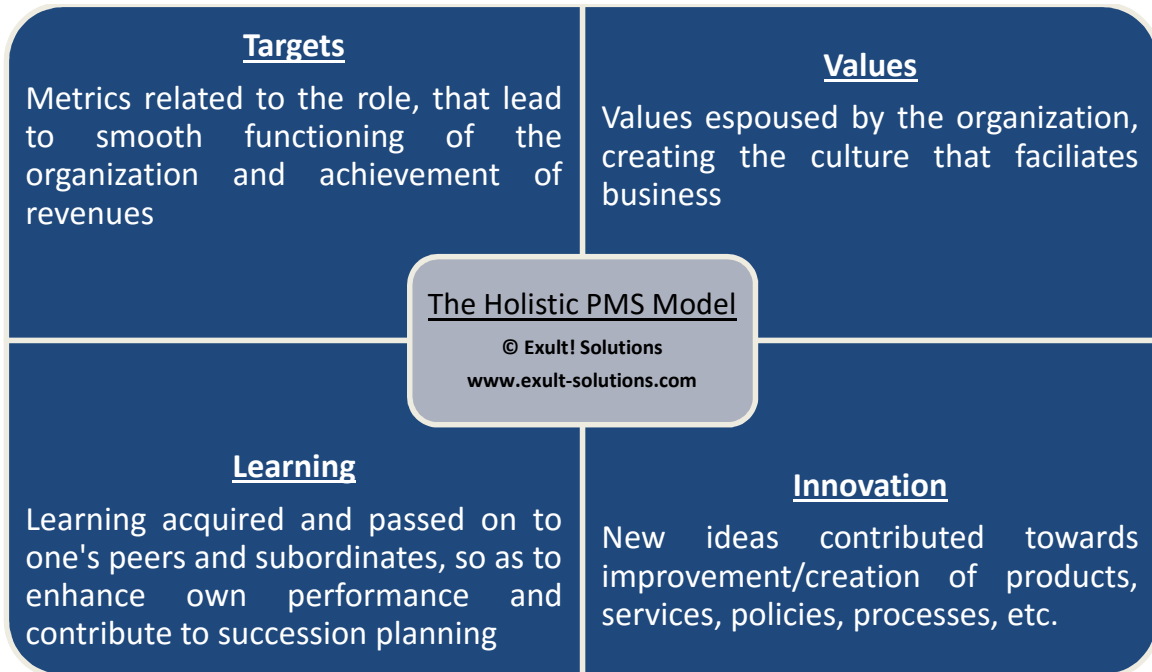 Targets
Metrics related to the role, that lead
to smooth functioning of the
organization and achievement of
revenues
Values
Values espoused by the organization,
creating the culture that faciliates
business
The Holistic PMS Model
© Exult! Solutions
www.exult-solutions.com
Learning
Learning acquired and passed on to
one's peers and subordinates, so as to
enhance own performance and
contribute to succession planning
Innovation
New ideas contributed towards
improvement/creation of products,
services, policies, processes, etc.